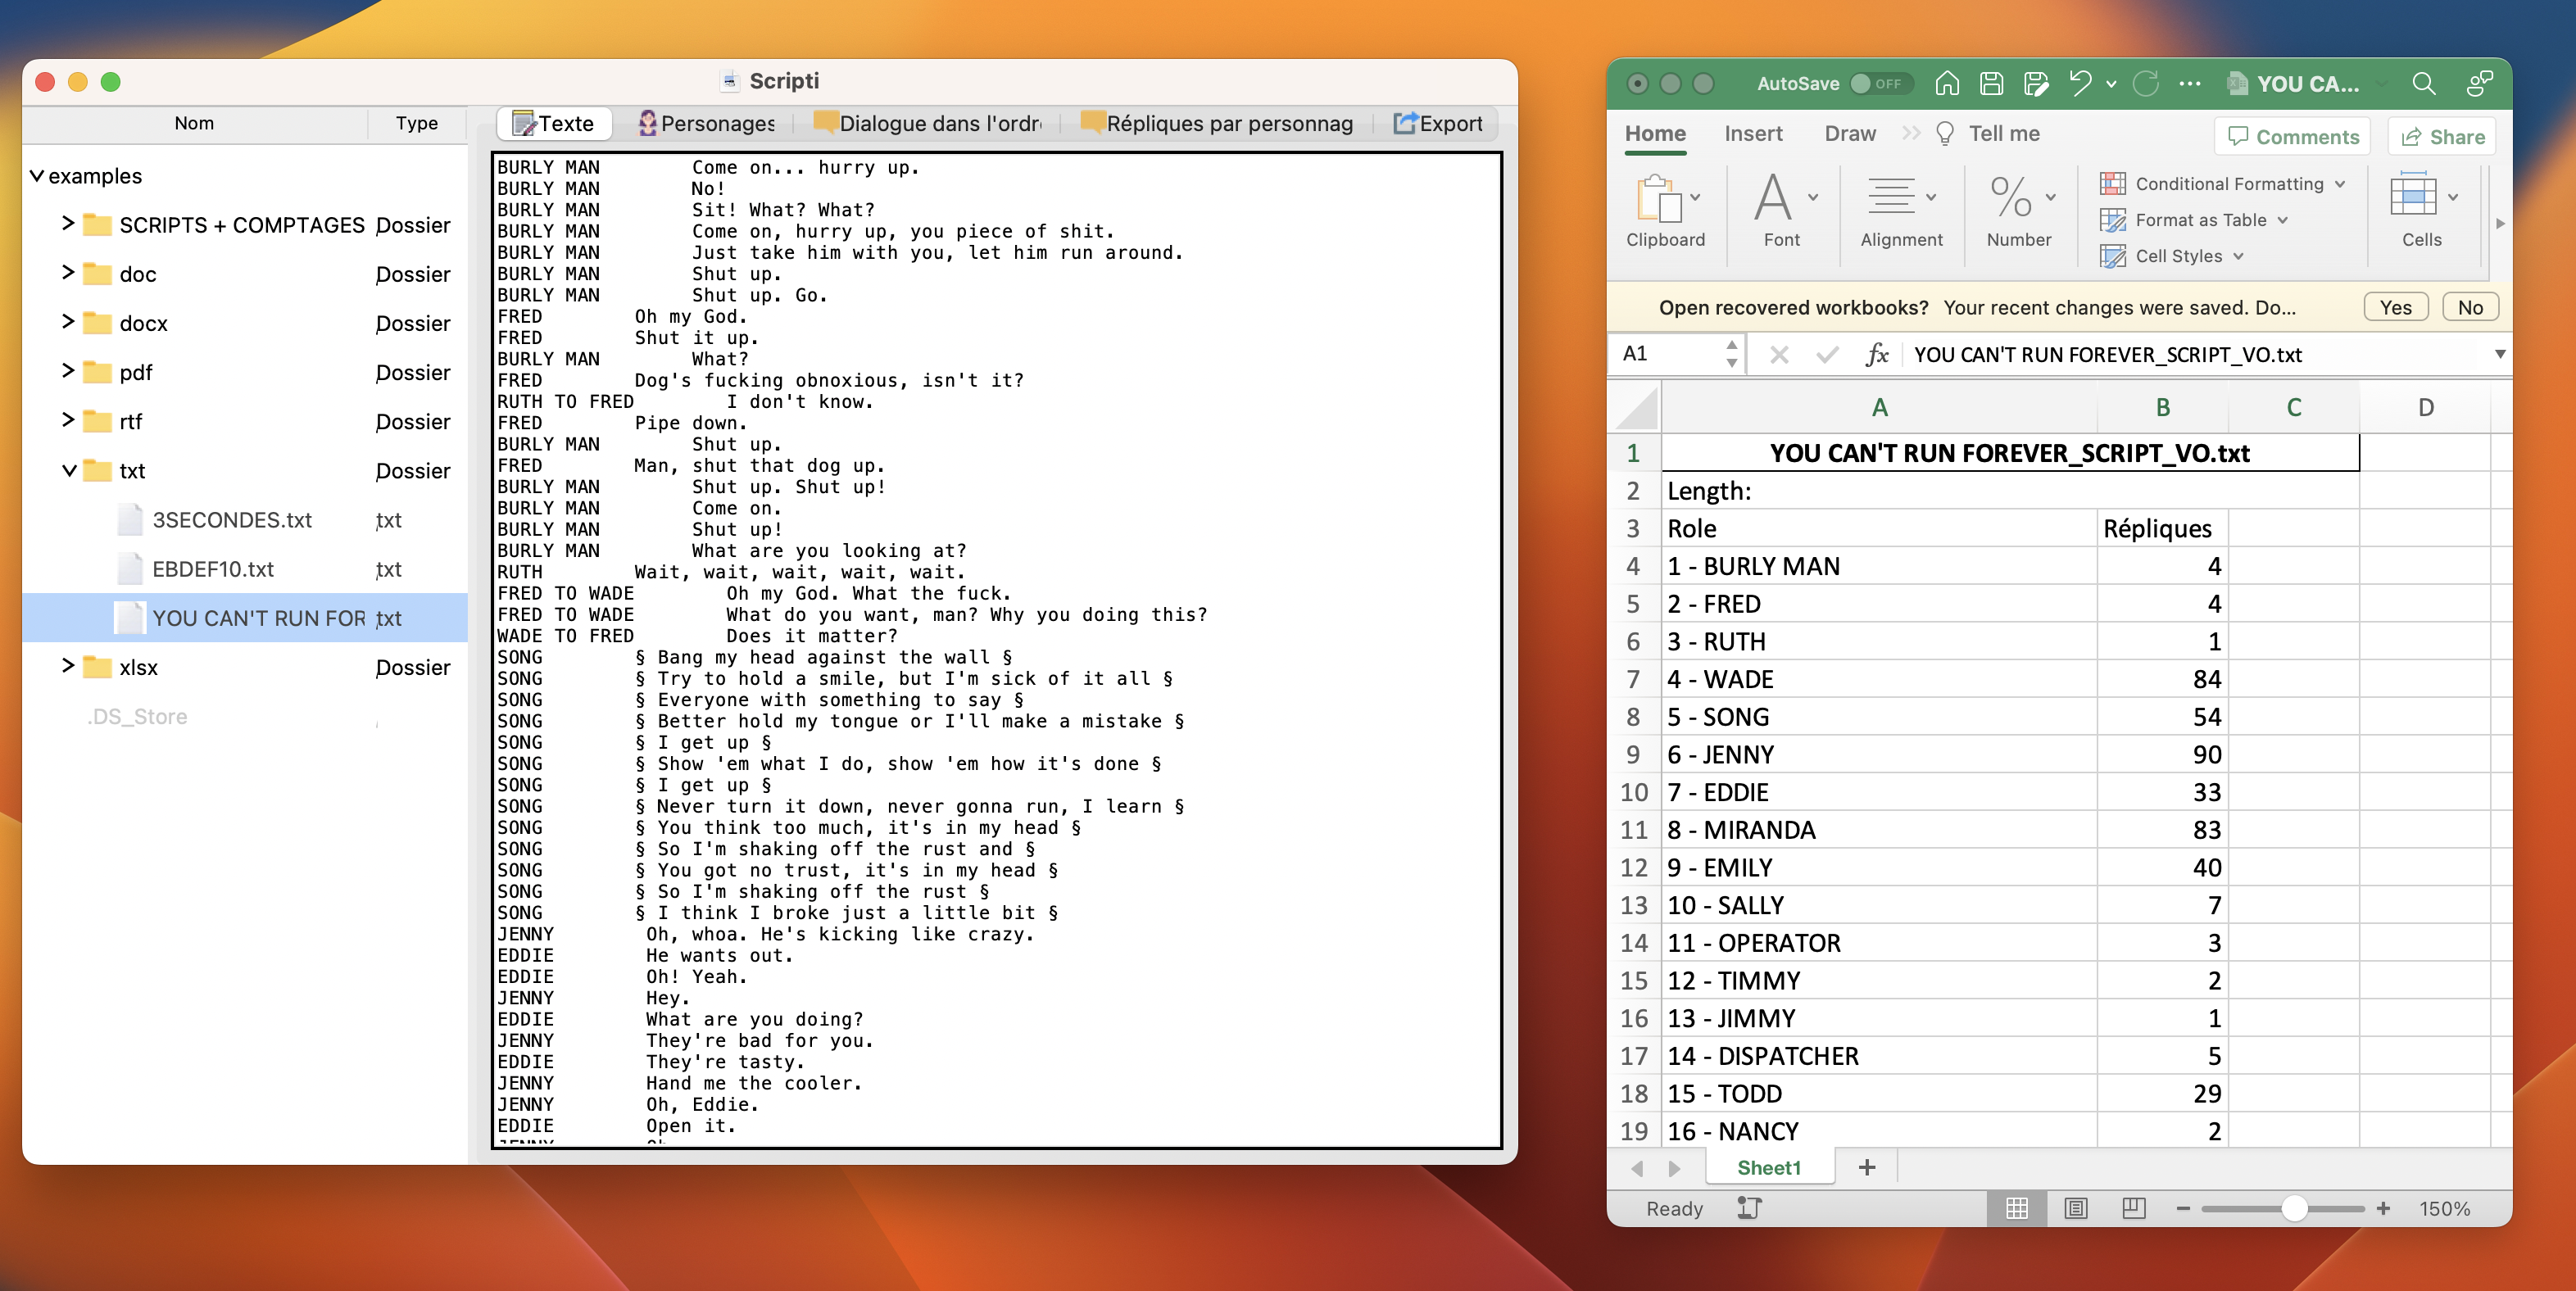 Scripti
Nom Type
examples
SCRIPTS + COMPTAGES Dossier
doc Dossier
docx Dossier
pdf Dossier
rtf Dossier
txt Dossier
3SECONDES.txt txt
EBDEF10.txt txt
YOU CAN'T RUN FOR txt
xlsx Dossier
.DS_Store
Texte Personages Dialogue dans l'ordr Répliques par personnag Export
BURLY MAN Come on... hurry up.
BURLY MAN No!
BURLY MAN Sit! What? What?
BURLY MAN Come on, hurry up, you piece of shit.
BURLY MAN Just take him with you, let him run around.
BURLY MAN Shut up.
BURLY MAN Shut up. Go.
FRED Oh my God.
FRED Shut it up.
BURLY MAN What?
FRED Dog's fucking obnoxious, isn't it?
RUTH TO FRED I don't know.
FRED Pipe down.
BURLY MAN Shut up.
FRED Man, shut that dog up.
BURLY MAN Shut up. Shut up!
BURLY MAN Come on.
BURLY MAN Shut up!
BURLY MAN What are you looking at?
RUTH Wait, wait, wait, wait, wait.
FRED TO WADE Oh my God. What the fuck.
FRED TO WADE What do you want, man? Why you doing this?
WADE TO FRED Does it matter?
SONG § Bang my head against the wall §
SONG § Try to hold a smile, but I'm sick of it all §
SONG § Everyone with something to say §
SONG § Better hold my tongue or I'll make a mistake §
SONG § I get up §
SONG § Show 'em what I do, show 'em how it's done §
SONG § I get up §
SONG § Never turn it down, never gonna run, I learn §
SONG § You think too much, it's in my head §
SONG § So I'm shaking off the rust and §
SONG § You got no trust, it's in my head §
SONG § So I'm shaking off the rust §
SONG § I think I broke just a little bit §
JENNY Oh, whoa. He's kicking like crazy.
EDDIE He wants out.
EDDIE Oh! Yeah.
JENNY Hey.
EDDIE What are you doing?
JENNY They're bad for you.
EDDIE They're tasty.
JENNY Hand me the cooler.
JENNY Oh, Eddie.
EDDIE Open it.
AutoSave OFF YOU CA...
Home Insert Draw Tell me Comments Share
Clipboard Font Alignment Number Conditional Formatting Format as Table Cell Styles Cells
Open recovered workbooks? Your recent changes were saved. Do... Yes No
A1 fx YOU CAN'T RUN FOREVER_SCRIPT_VO.txt
A B C D
1 YOU CAN'T RUN FOREVER_SCRIPT_VO.txt
2 Length:
3 Role Répliques
4 1 - BURLY MAN 4
5 2 - FRED 4
6 3 - RUTH 1
7 4 - WADE 84
8 5 - SONG 54
9 6 - JENNY 90
10 7 - EDDIE 33
11 8 - MIRANDA 83
12 9 - EMILY 40
13 10 - SALLY 7
14 11 - OPERATOR 3
15 12 - TIMMY 2
16 13 - JIMMY 1
17 14 - DISPATCHER 5
18 15 - TODD 29
19 16 - NANCY 2
Sheet1 +
Ready 150%